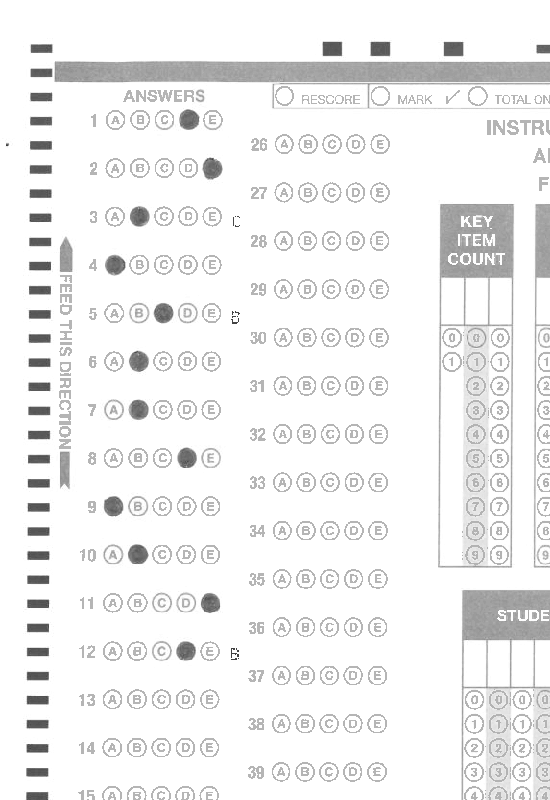 ANSWERS
RESCORE MARK TOTAL ON
1 A B C E
2 A B C D
3 A C D E C
4 B C D E
5 A B D E B
6 A C D E
7 A C D E
8 A B C E
9 B C D E
10 A C D E
11 A B C D
12 A B C E B
13 A B C D E
14 A B C D E
15 A B C D E
FEED THIS DIRECTION
26 A B C D E
27 A B C D E
28 A B C D E
29 A B C D E
30 A B C D E
31 A B C D E
32 A B C D E
33 A B C D E
34 A B C D E
35 A B C D E
36 A B C D E
37 A B C D E
38 A B C D E
39 A B C D E
INSTRU
A
F
KEY
ITEM
COUNT
0 0 0 0
1 1 1 1
2 2 2
3 3 3
4 4 4
5 5 5
6 6 6
7 7 7
8 8 8
9 9 9
STUDE
0 0 0 0
1 1 1 1
2 2 2 2
3 3 3 3
4 4 4 4